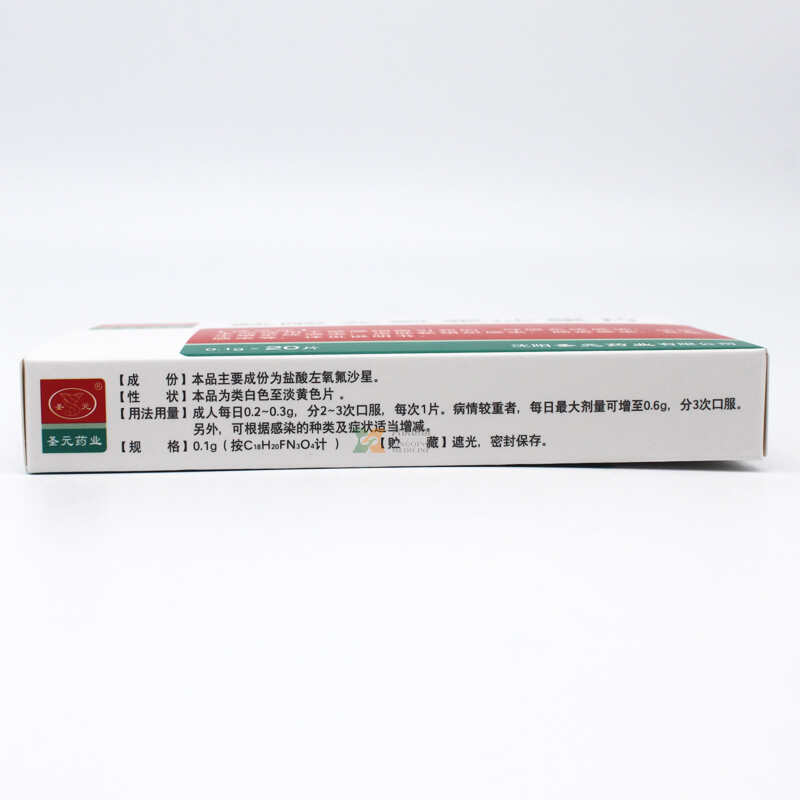 0.1g×20片
圣元
®
圣元药业
【成 份】本品主要成份为盐酸左氧氟沙星。
【性 状】本品为类白色至淡黄色片。
【用法用量】成人每日0.2~0.3g，分2~3次口服，每次1片。病情较重者，每日最大剂量可增至0.6g，分3次口服。
另外，可根据感染的种类及症状适当增减。
【规 格】0.1g（按C₁₈H₂₀FN₃O₄计） 【贮 藏】遮光，密封保存。
MEDICINE